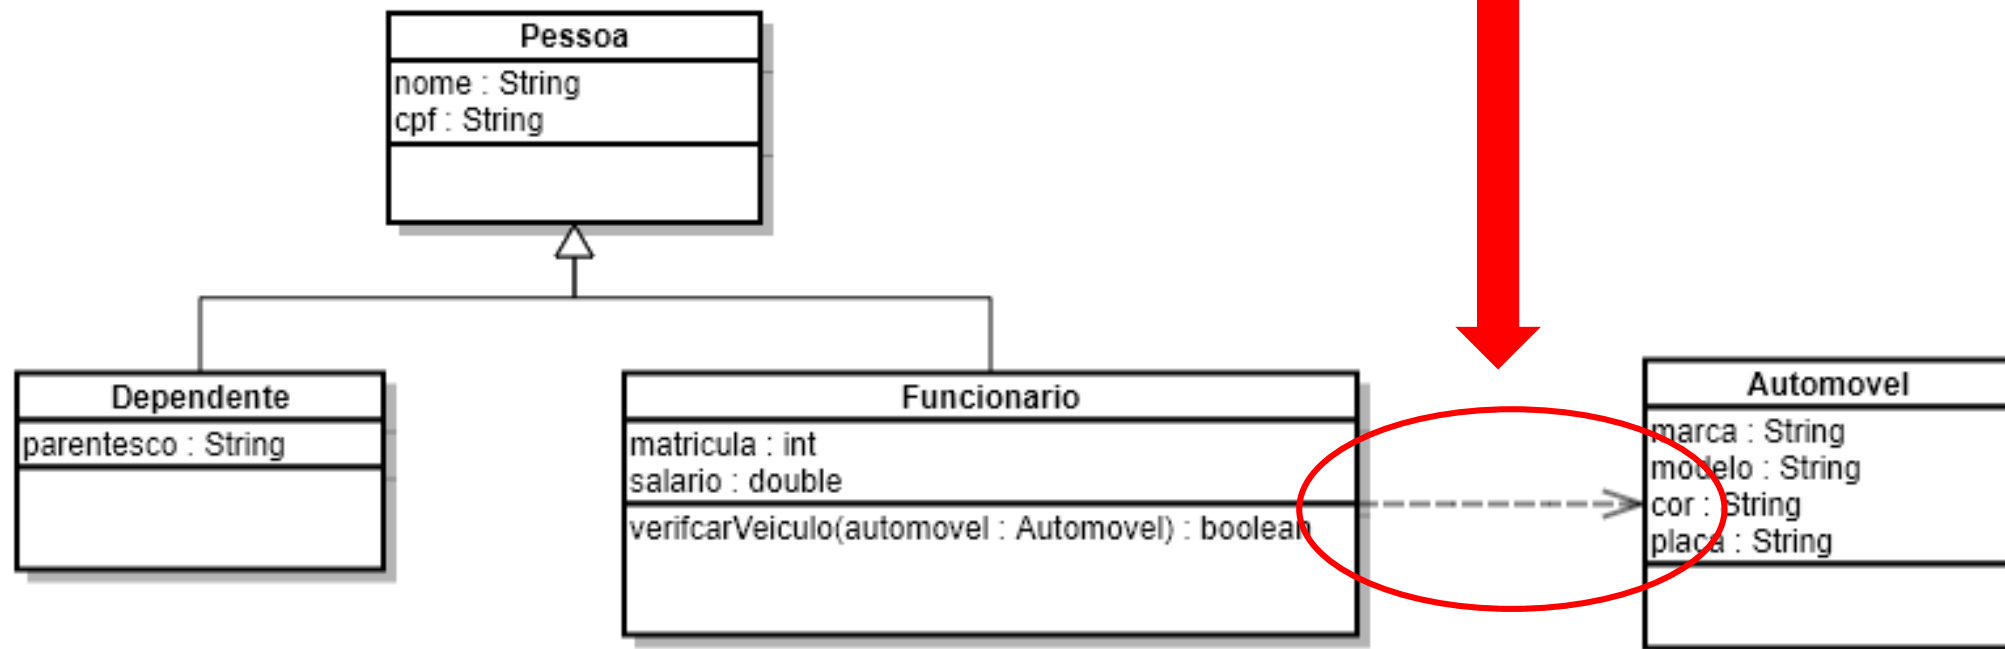 Pessoa
nome : String
cpf : String
Dependente
parentesco : String
Funcionario
matricula : int
salario : double
verifcarVeiculo(automovel : Automovel) : boolean
Automovel
marca : String
modelo : String
cor : String
placa : String